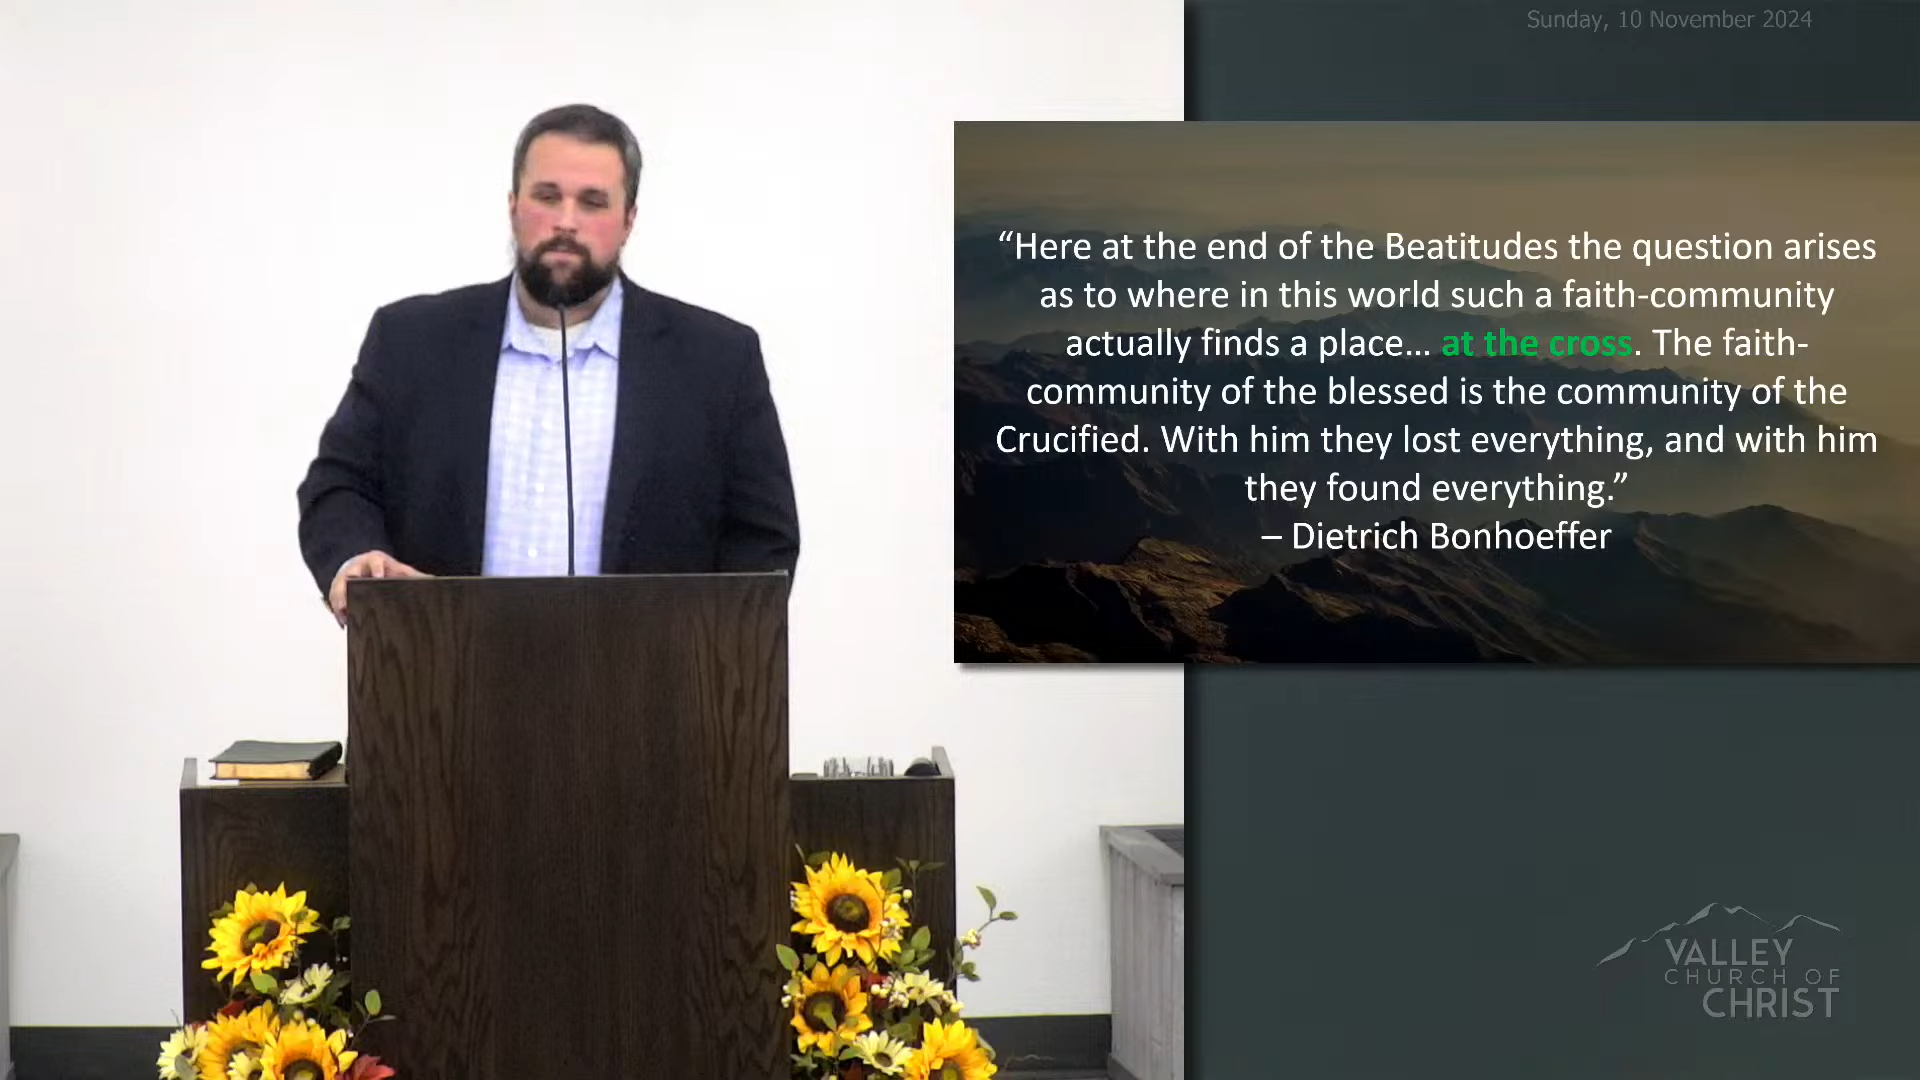 Sunday, 10 November 2024
“Here at the end of the Beatitudes the question arises
as to where in this world such a faith-community
actually finds a place... at the cross. The faith-
community of the blessed is the community of the
Crucified. With him they lost everything, and with him
they found everything.”
– Dietrich Bonhoeffer
VALLEY
CHURCH OF
CHRIST